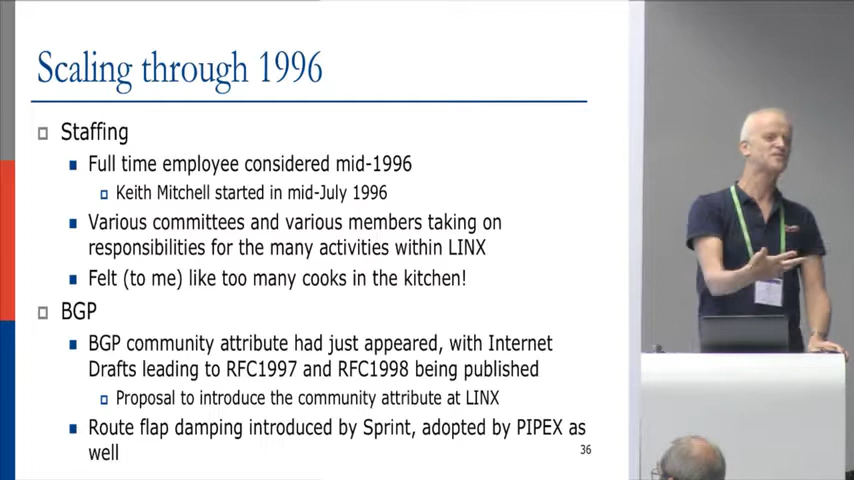 Scaling through 1996
Staffing
Full time employee considered mid-1996
Keith Mitchell started in mid-July 1996
Various committees and various members taking on
responsibilities for the many activities within LINX
Felt (to me) like too many cooks in the kitchen!
BGP
BGP community attribute had just appeared, with Internet
Drafts leading to RFC1997 and RFC1998 being published
Proposal to introduce the community attribute at LINX
Route flap damping introduced by Sprint, adopted by PIPEX as
well
36